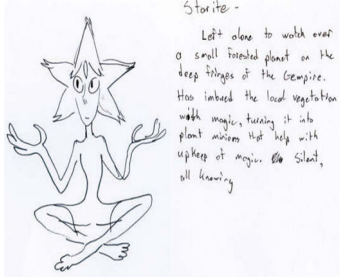 Starite -
Left alone to watch over
a small forested planet on the
deep fringes of the Gempire.
Has imbued the local vegetation
with magic, turning it into
plant minions that help with
upkeep of magic. Silent,
all knowing